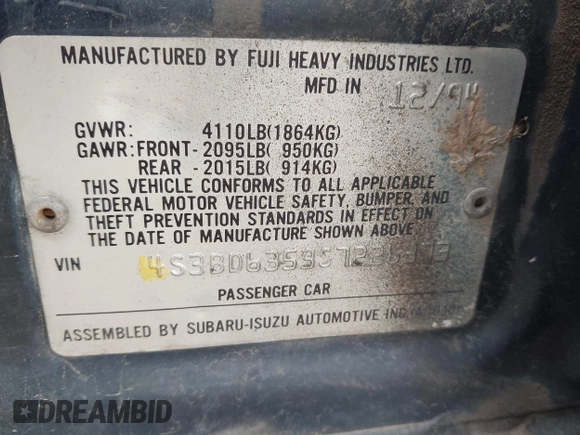 MANUFACTURED BY FUJI HEAVY INDUSTRIES LTD.
MFD IN 12/94
GVWR: 4110LB(1864KG)
GAWR:FRONT-2095LB( 950KG)
REAR -2015LB( 914KG)
THIS VEHICLE CONFORMS TO ALL APPLICABLE
FEDERAL MOTOR VEHICLE SAFETY, BUMPER, AND
THEFT PREVENTION STANDARDS IN EFFECT ON
THE DATE OF MANUFACTURE SHOWN ABOVE
VIN
PASSENGER CAR
ASSEMBLED BY SUBARU-ISUZU AUTOMOTIVE INC.
DREAMBID